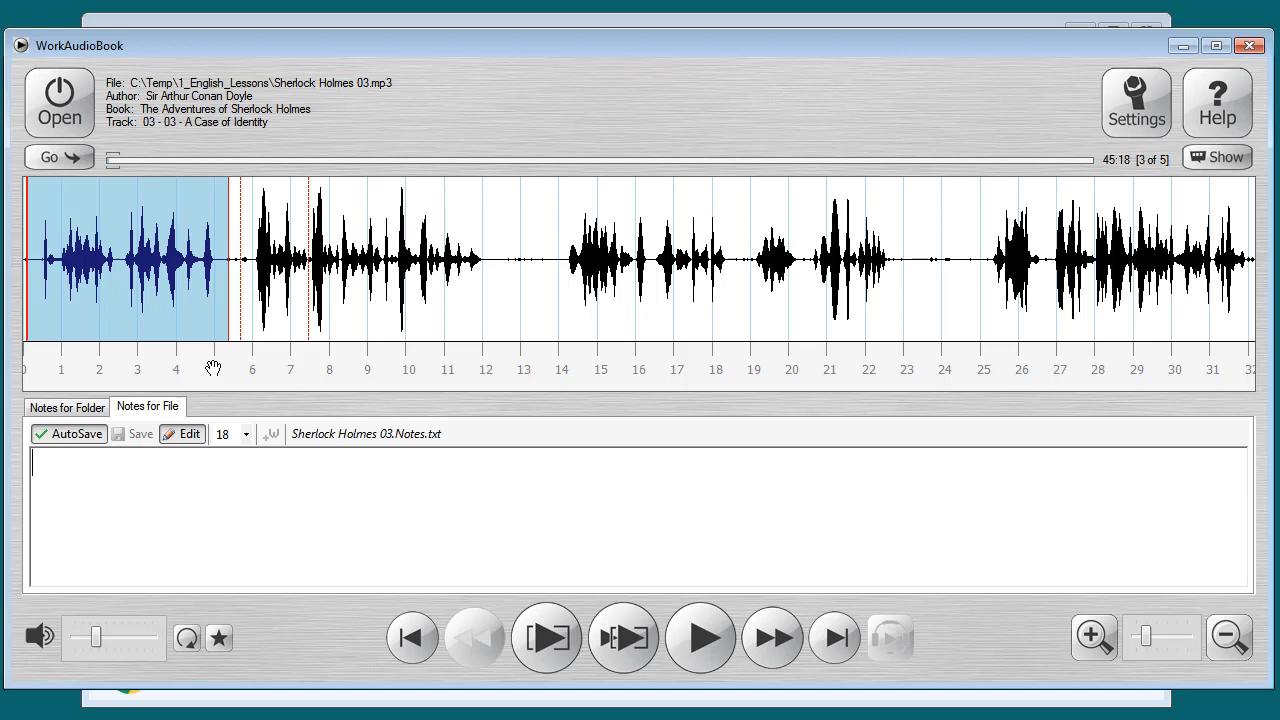 WorkAudioBook
Open
File: C:\Temp\1_English_Lessons\Sherlock Holmes 03.mp3
Author: Sir Arthur Conan Doyle
Book: The Adventures of Sherlock Holmes
Track: 03 - 03 - A Case of Identity
Settings
Help
Go
45:18 [3 of 5]
Show
0 1 2 3 4 6 7 8 9 10 11 12 13 14 15 16 17 18 19 20 21 22 23 24 25 26 27 28 29 30 31 32
Notes for Folder
Notes for File
AutoSave Save Edit 18 +W Sherlock Holmes 03.Notes.txt